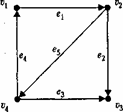 v₁ e₁ v₂
e₄ e₅ e₂
v₄ e₃ v₃